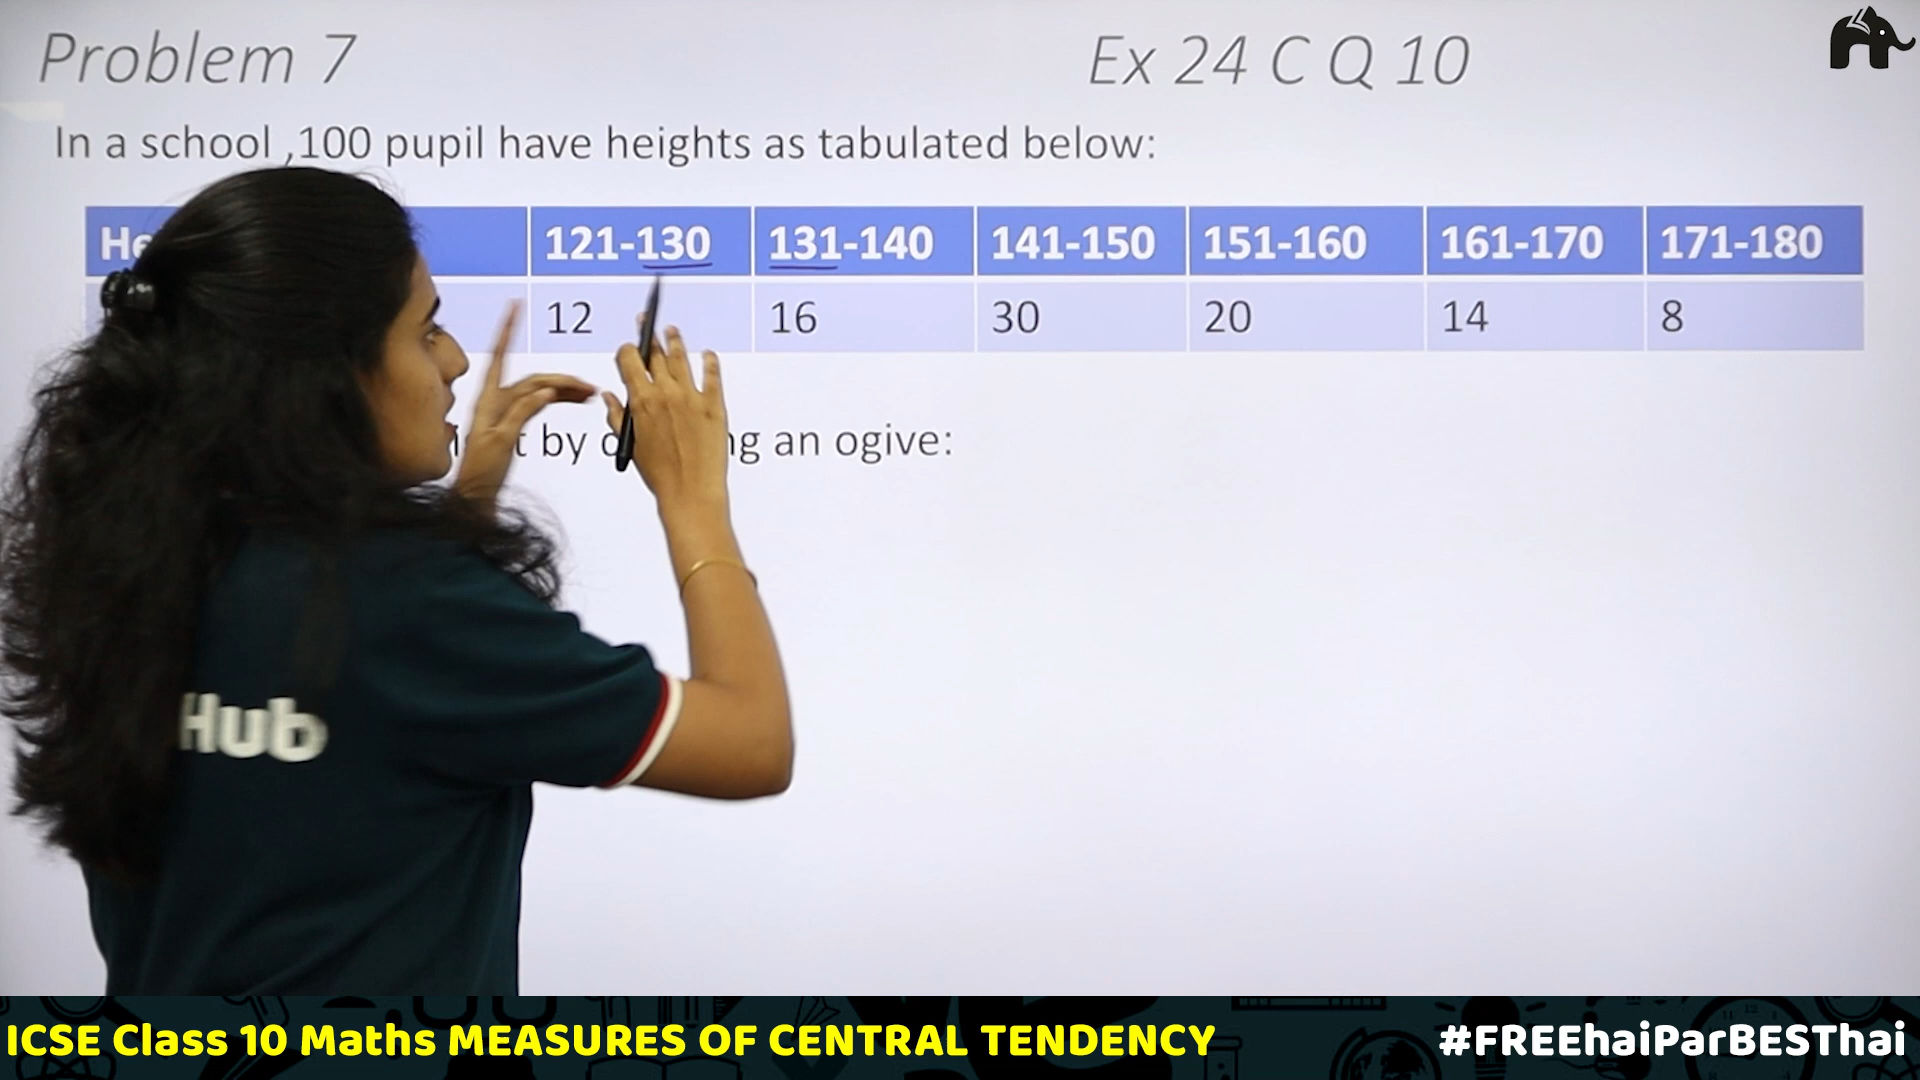 Problem 7 Ex 24 C Q 10
In a school ,100 pupil have heights as tabulated below:
121-130 131-140 141-150 151-160 161-170 171-180
12 16 30 20 14 8
by an ogive:
Hub
ICSE Class 10 Maths MEASURES OF CENTRAL TENDENCY #FREEhaiParBESThai